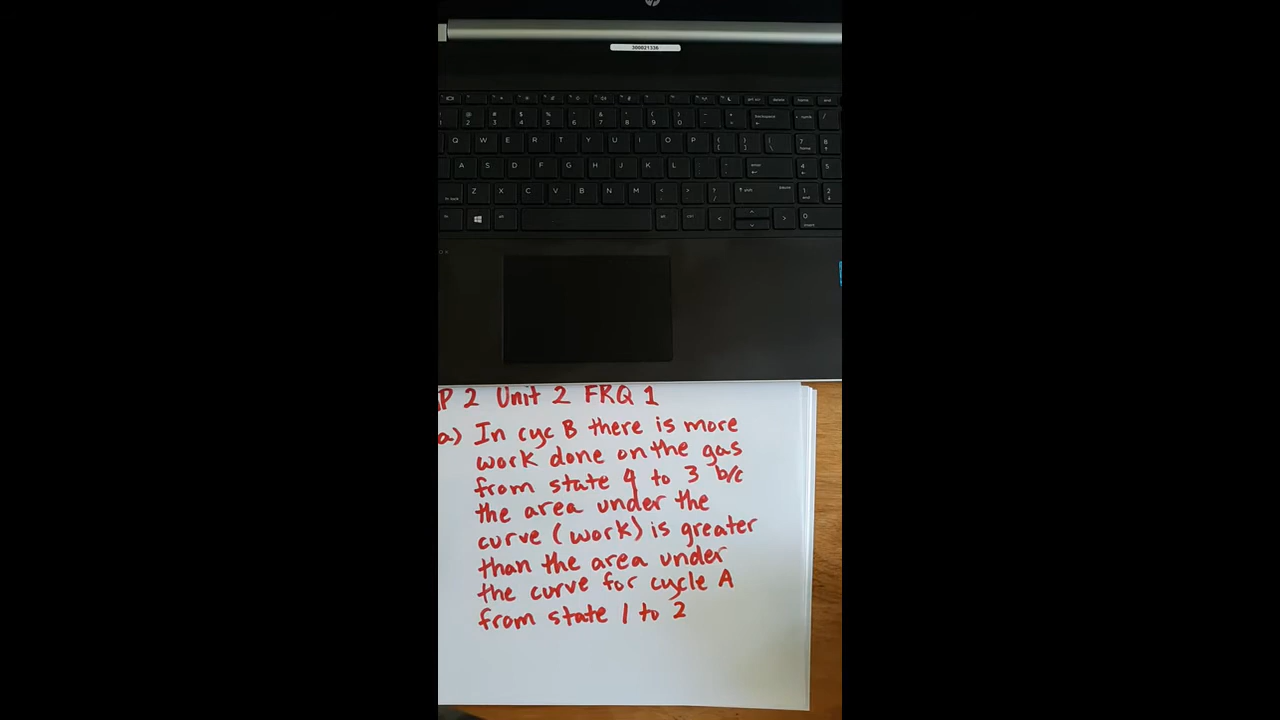 300021336
Q W E R T Y U I O P
A S D F G H J K L
Z X C V B N M
P 2 Unit 2 FRQ 1
a) In cyc B there is more
work done on the gas
from state 4 to 3 b/c
the area under the
curve (work) is greater
than the area under
the curve for cycle A
from state 1 to 2